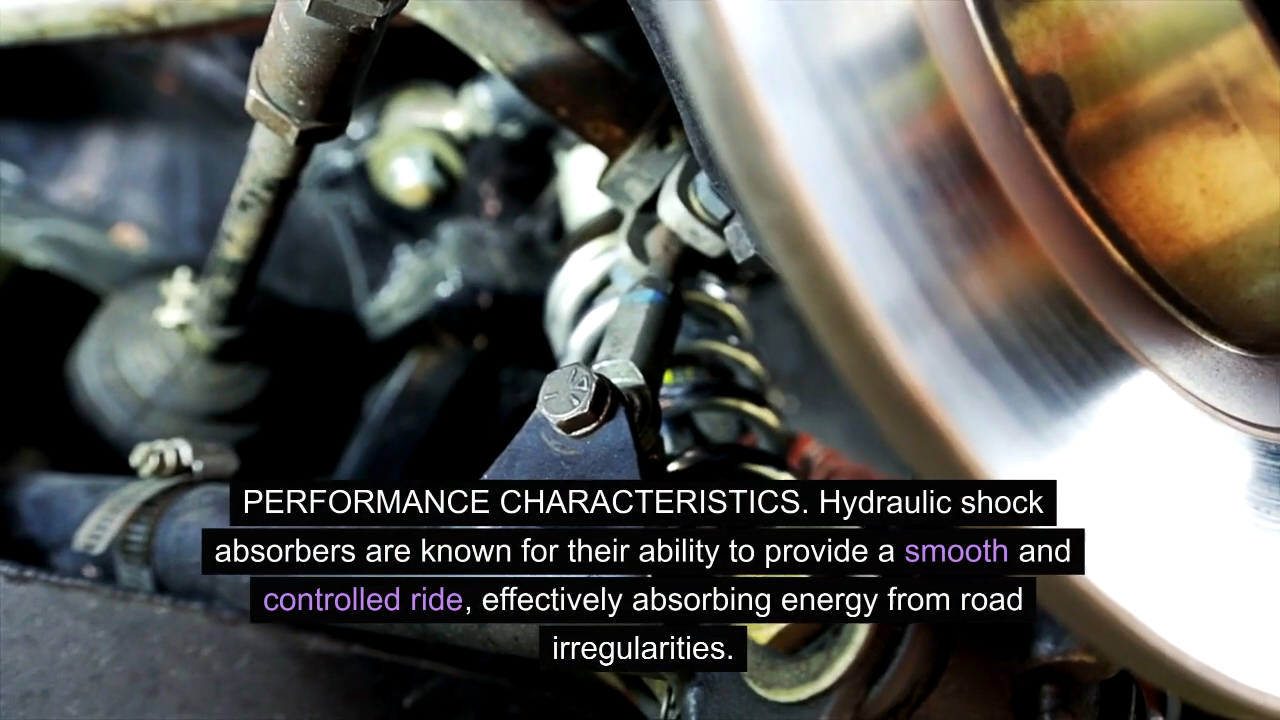 PERFORMANCE CHARACTERISTICS. Hydraulic shock
absorbers are known for their ability to provide a smooth and
controlled ride, effectively absorbing energy from road
irregularities.